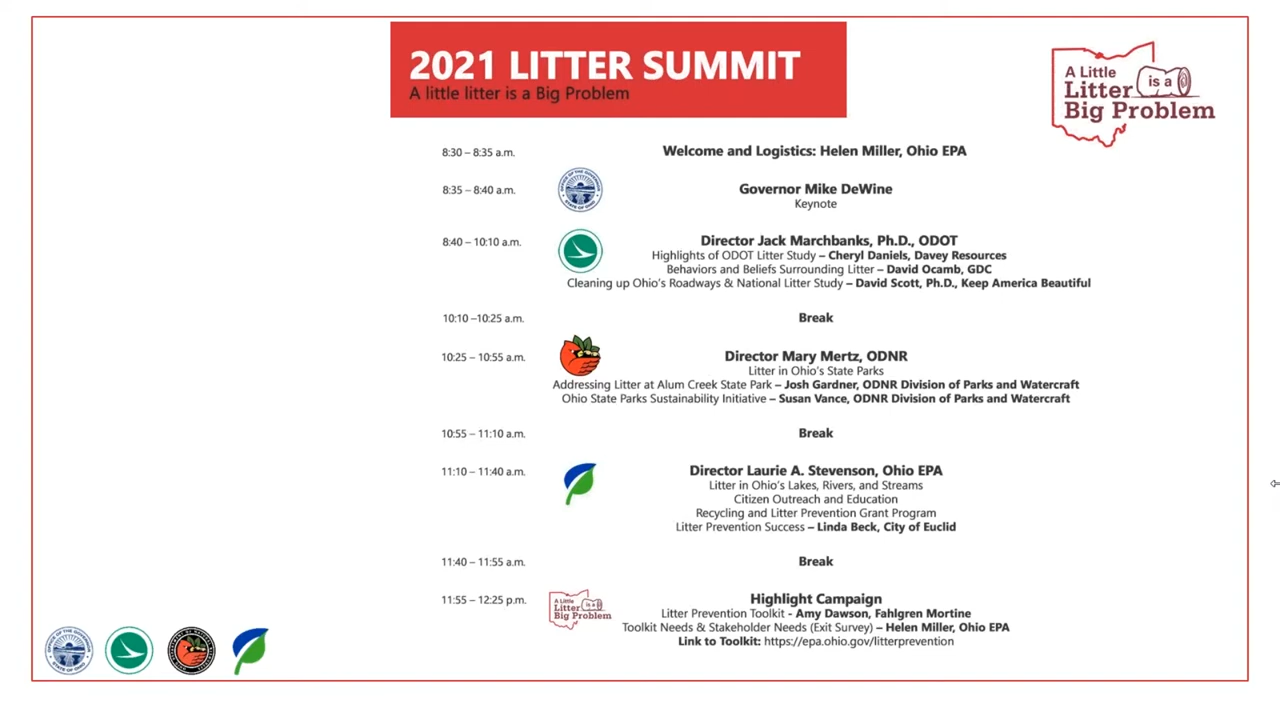 2021 LITTER SUMMIT
A little litter is a Big Problem
A Little
Litter is a
Big Problem
8:30 – 8:35 a.m. Welcome and Logistics: Helen Miller, Ohio EPA
8:35 – 8:40 a.m. Governor Mike DeWine
Keynote
8:40 – 10:10 a.m. Director Jack Marchbanks, Ph.D., ODOT
Highlights of ODOT Litter Study – Cheryl Daniels, Davey Resources
Behaviors and Beliefs Surrounding Litter – David Ocamb, GDC
Cleaning up Ohio's Roadways & National Litter Study – David Scott, Ph.D., Keep America Beautiful
10:10 –10:25 a.m. Break
10:25 – 10:55 a.m. Director Mary Mertz, ODNR
Litter in Ohio's State Parks
Addressing Litter at Alum Creek State Park – Josh Gardner, ODNR Division of Parks and Watercraft
Ohio State Parks Sustainability Initiative – Susan Vance, ODNR Division of Parks and Watercraft
10:55 – 11:10 a.m. Break
11:10 – 11:40 a.m. Director Laurie A. Stevenson, Ohio EPA
Litter in Ohio's Lakes, Rivers, and Streams
Citizen Outreach and Education
Recycling and Litter Prevention Grant Program
Litter Prevention Success – Linda Beck, City of Euclid
11:40 – 11:55 a.m. Break
11:55 – 12:25 p.m. Highlight Campaign
A Little
Litter is a
Big Problem
Litter Prevention Toolkit - Amy Dawson, Fahlgren Mortine
Toolkit Needs & Stakeholder Needs (Exit Survey) – Helen Miller, Ohio EPA
Link to Toolkit: https://epa.ohio.gov/litterprevention